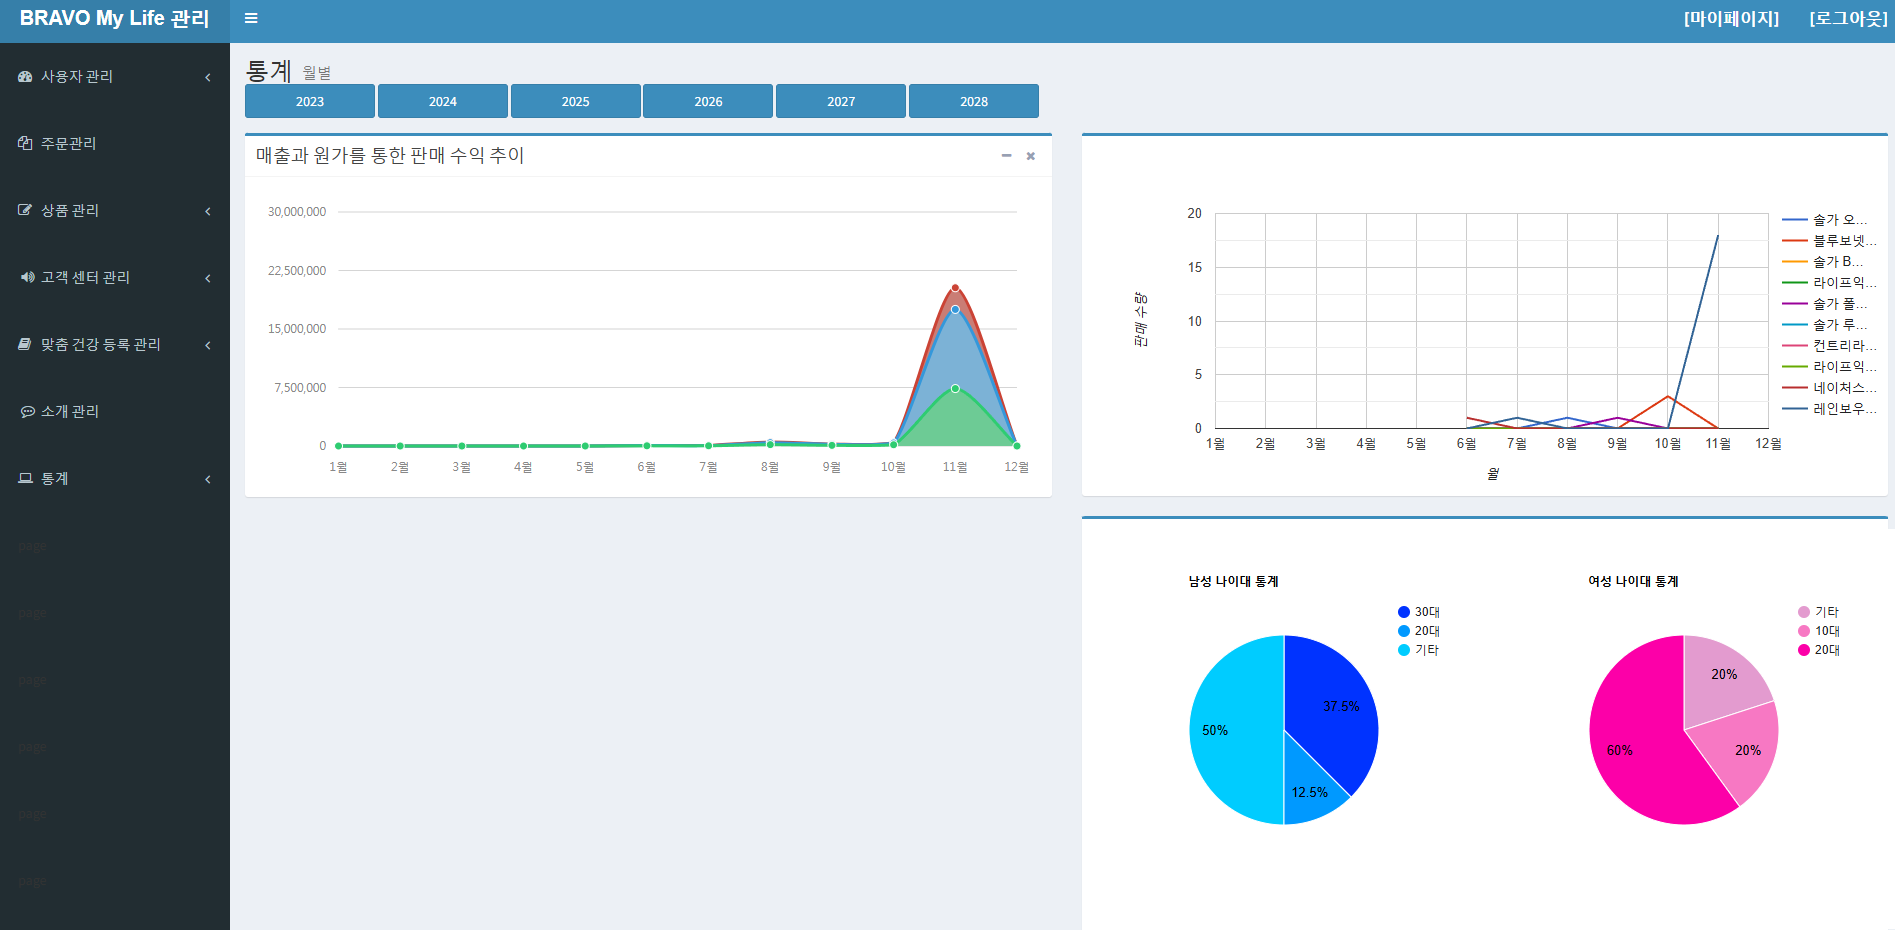 BRAVO My Life 관리
[마이페이지] [로그아웃]
사용자 관리
주문관리
상품 관리
고객 센터 관리
맞춤 건강 등록 관리
소개 관리
통계
page
page
page
page
page
page
통계 월별
2023 2024 2025 2026 2027 2028
매출과 원가를 통한 판매 수익 추이
30,000,000
22,500,000
15,000,000
7,500,000
0
1월 2월 3월 4월 5월 6월 7월 8월 9월 10월 11월 12월
판매 수량
20
15
10
5
0
1월 2월 3월 4월 5월 6월 7월 8월 9월 10월 11월 12월
월
솔가 오...
블루보넷...
솔가 B...
라이프익...
솔가 폴...
솔가 루...
컨트리라...
라이프익...
네이처스...
레인보우...
남성 나이대 통계
30대
20대
기타
37.5%
50%
12.5%
여성 나이대 통계
기타
10대
20대
20%
60%
20%